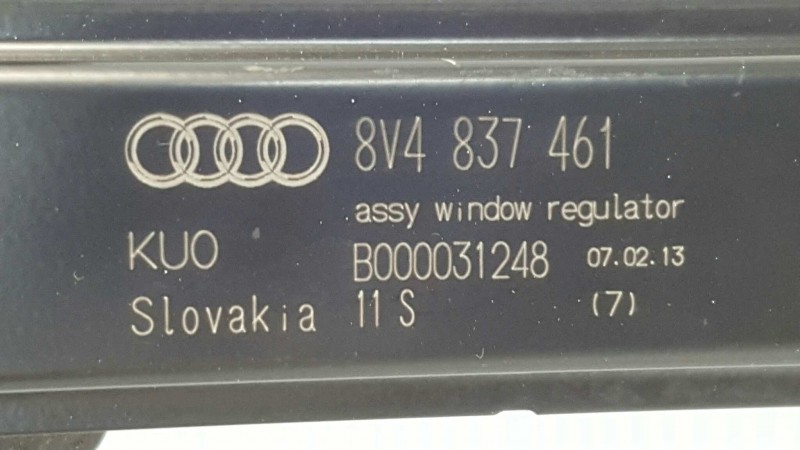 8V4 837 461
assy window regulator
KUO B000031248 07.02.13
Slovakia 11 S (7)